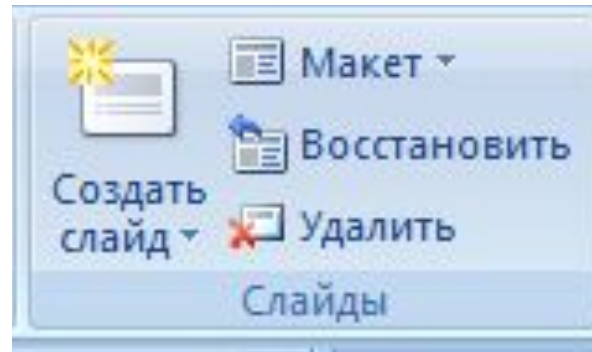 Создать
слайд
Макет
Восстановить
Удалить
Слайды